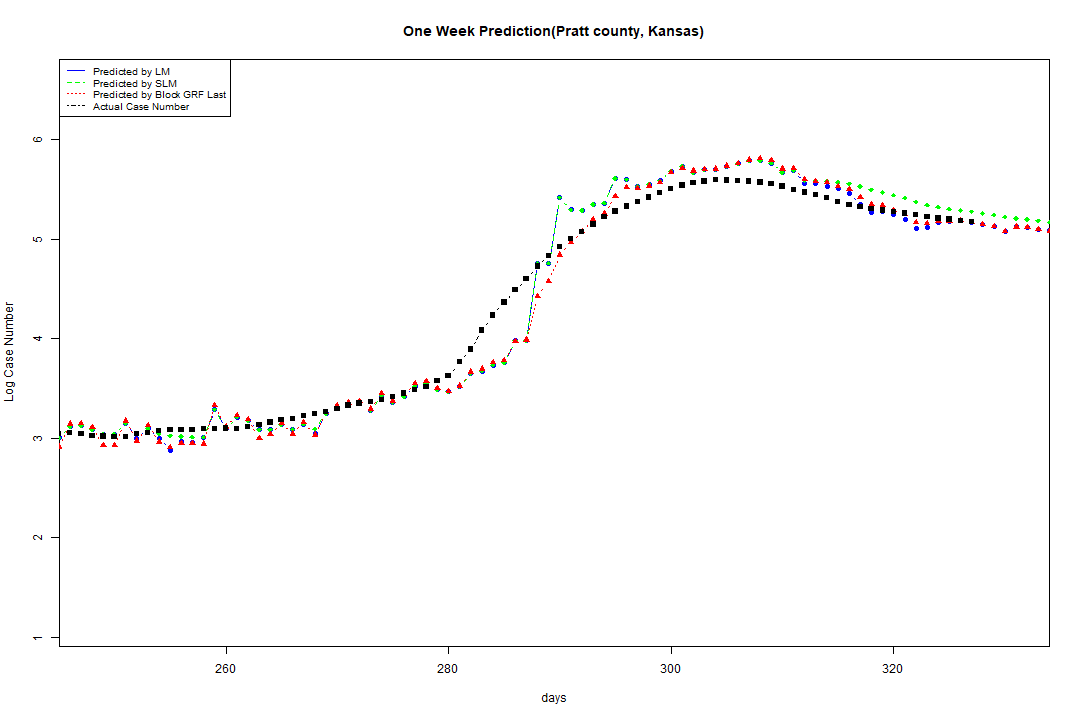 One Week Prediction(Pratt county, Kansas)
Predicted by LM
Predicted by SLM
Predicted by Block GRF Last
Actual Case Number
6
5
4
3
2
1
Log Case Number
260 280 300 320
days